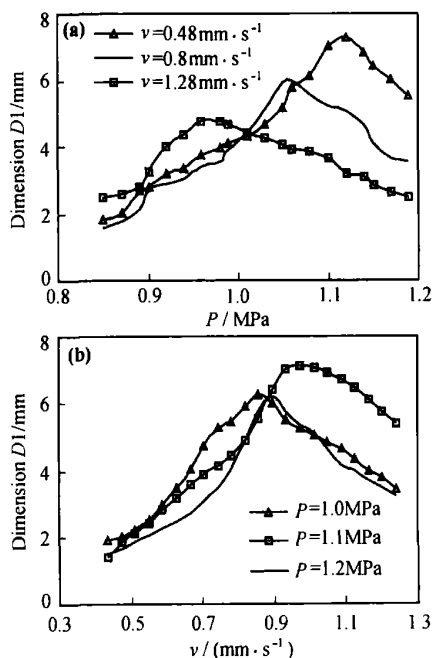 (a)
v=0.48mm·s⁻¹
v=0.8mm·s⁻¹
v=1.28mm·s⁻¹
Dimension D1/mm
8
6
4
2
0
0.8 0.9 1.0 1.1 1.2
P / MPa
(b)
Dimension D1/mm
8
6
4
2
0
P=1.0MPa
P=1.1MPa
P=1.2MPa
0.3 0.5 0.7 0.9 1.1 1.3
v / (mm·s⁻¹)